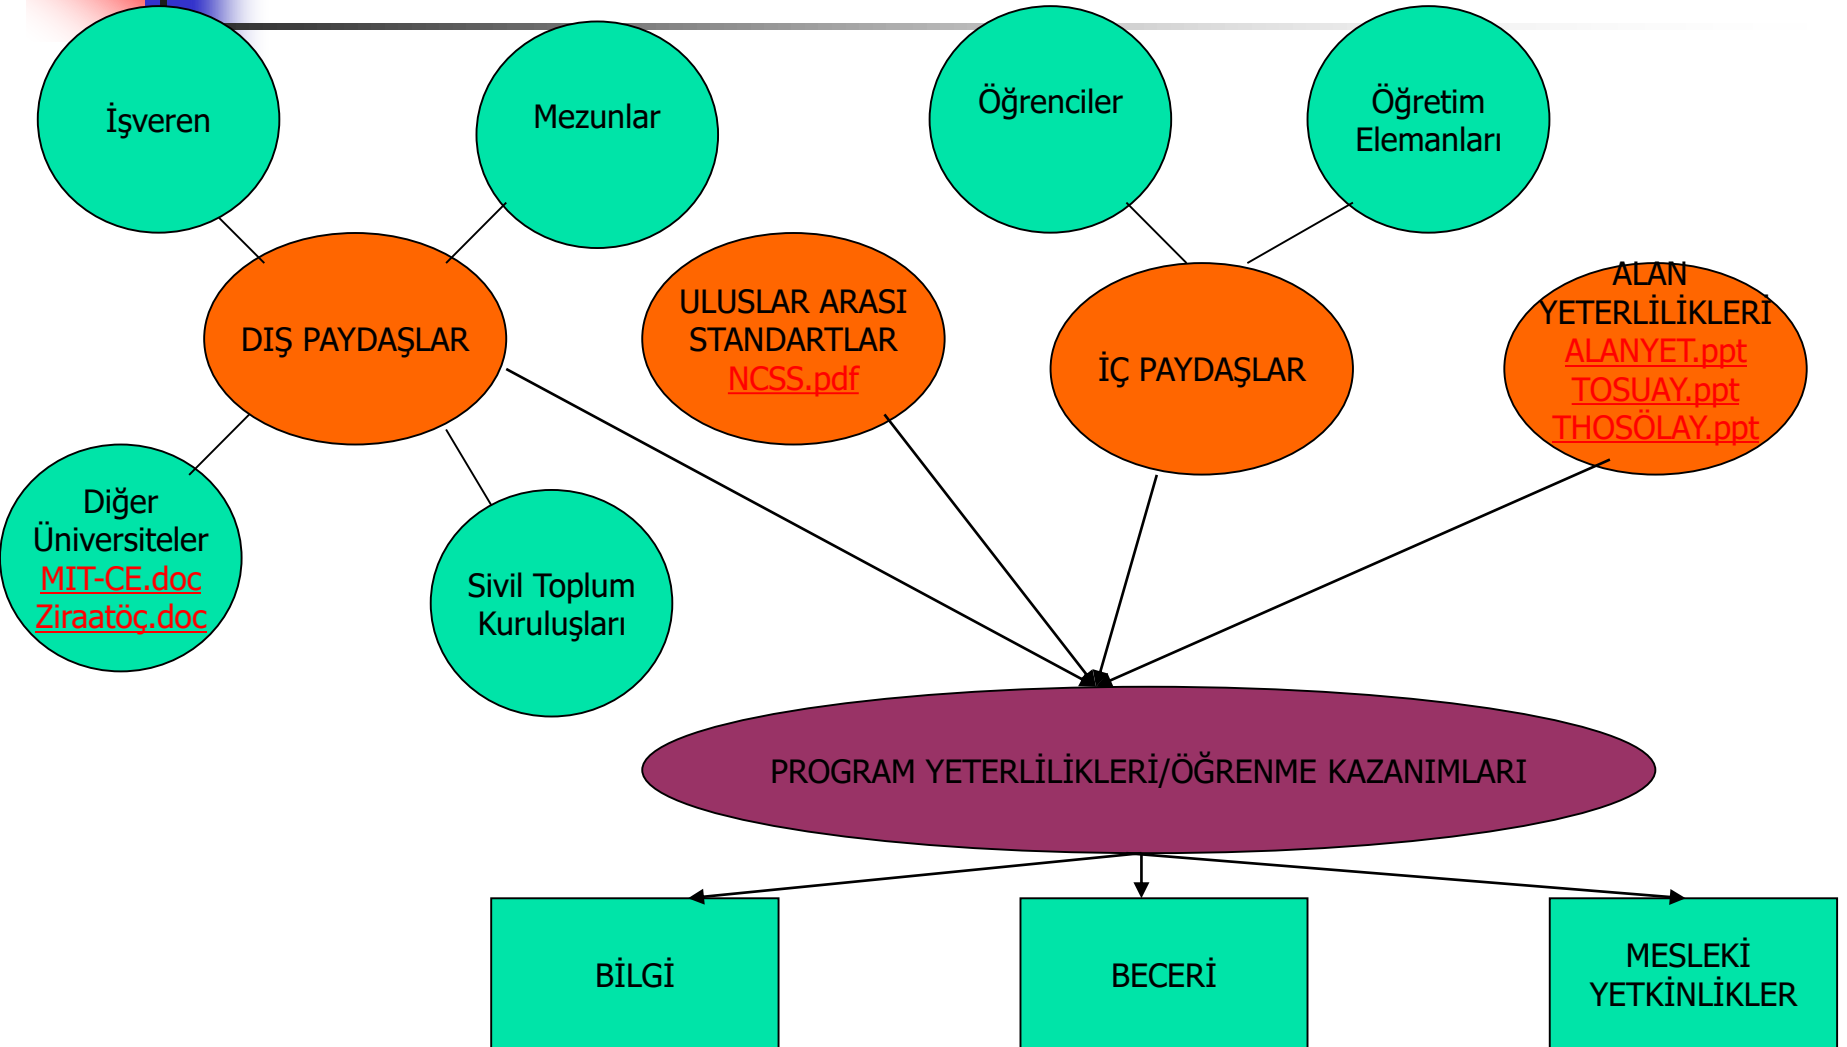 İşveren
Mezunlar
Öğrenciler
Öğretim
Elemanları
DIŞ PAYDAŞLAR
ULUSLAR ARASI
STANDARTLAR
NCSS.pdf
İÇ PAYDAŞLAR
ALAN
YETERLİLİKLERİ
ALANYET.ppt
TOSUAY.ppt
THOSÖLAY.ppt
Diğer
Üniversiteler
MIT-CE.doc
Ziraatöç.doc
Sivil Toplum
Kuruluşları
PROGRAM YETERLİLİKLERİ/ÖĞRENME KAZANIMLARI
BİLGİ
BECERİ
MESLEKİ
YETKİNLİKLER